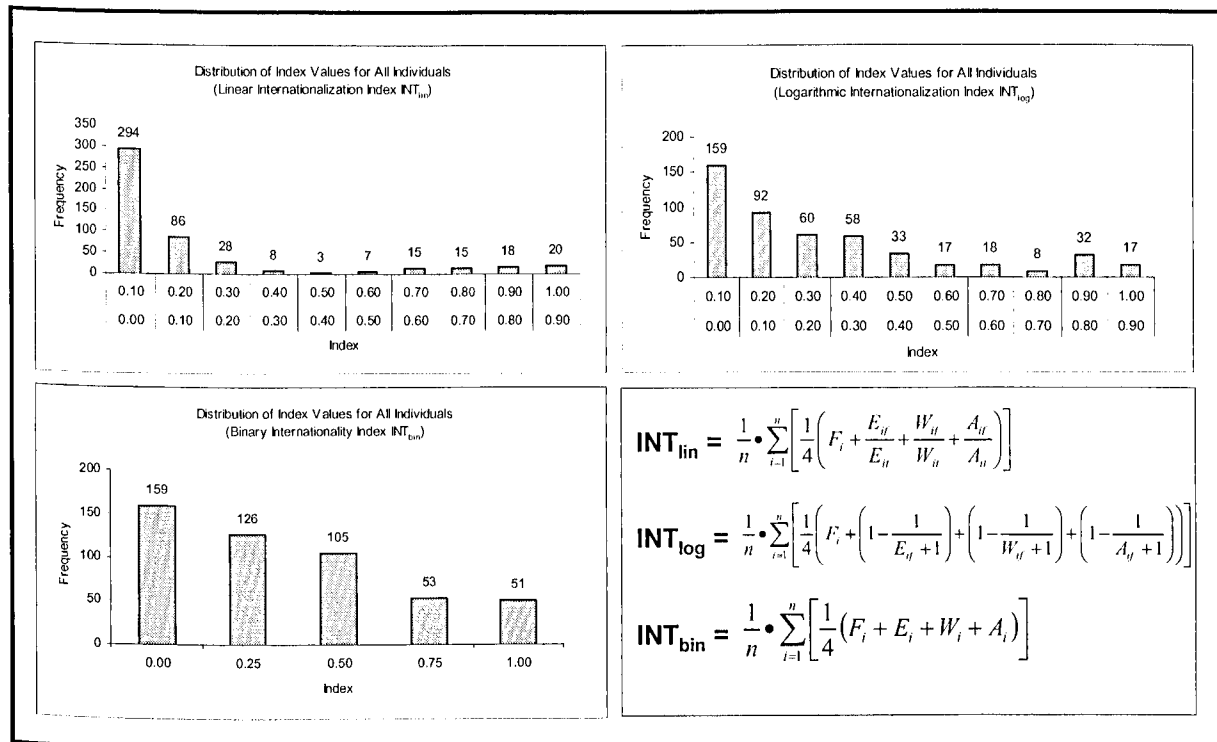 Distribution of Index Values for All Individuals
(Linear Internationalization Index INT_lin)
Frequency
350
300
250
200
150
100
50
0
294 86 28 8 3 7 15 15 18 20
0.10 0.20 0.30 0.40 0.50 0.60 0.70 0.80 0.90 1.00
0.00 0.10 0.20 0.30 0.40 0.50 0.60 0.70 0.80 0.90
Index
Distribution of Index Values for All Individuals
(Logarithmic Internationalization Index INT_log)
Frequency
200
150
100
50
0
159 92 60 58 33 17 18 8 32 17
0.10 0.20 0.30 0.40 0.50 0.60 0.70 0.80 0.90 1.00
0.00 0.10 0.20 0.30 0.40 0.50 0.60 0.70 0.80 0.90
Index
Distribution of Index Values for All Individuals
(Binary Internationality Index INT_bin)
Frequency
200
150
100
50
0
159 126 105 53 51
0.00 0.25 0.50 0.75 1.00
Index
INT_lin = 1/n • ∑_{i=1}^{n} [1/4 (F_i + E_if/E_it + W_if/W_it + A_if/A_it)]
INT_log = 1/n • ∑_{i=1}^{n} [1/4 (F_i + (1 − 1/(E_if + 1)) + (1 − 1/(W_if + 1)) + (1 − 1/(A_if + 1)))]
INT_bin = 1/n • ∑_{i=1}^{n} [1/4 (F_i + E_i + W_i + A_i)]